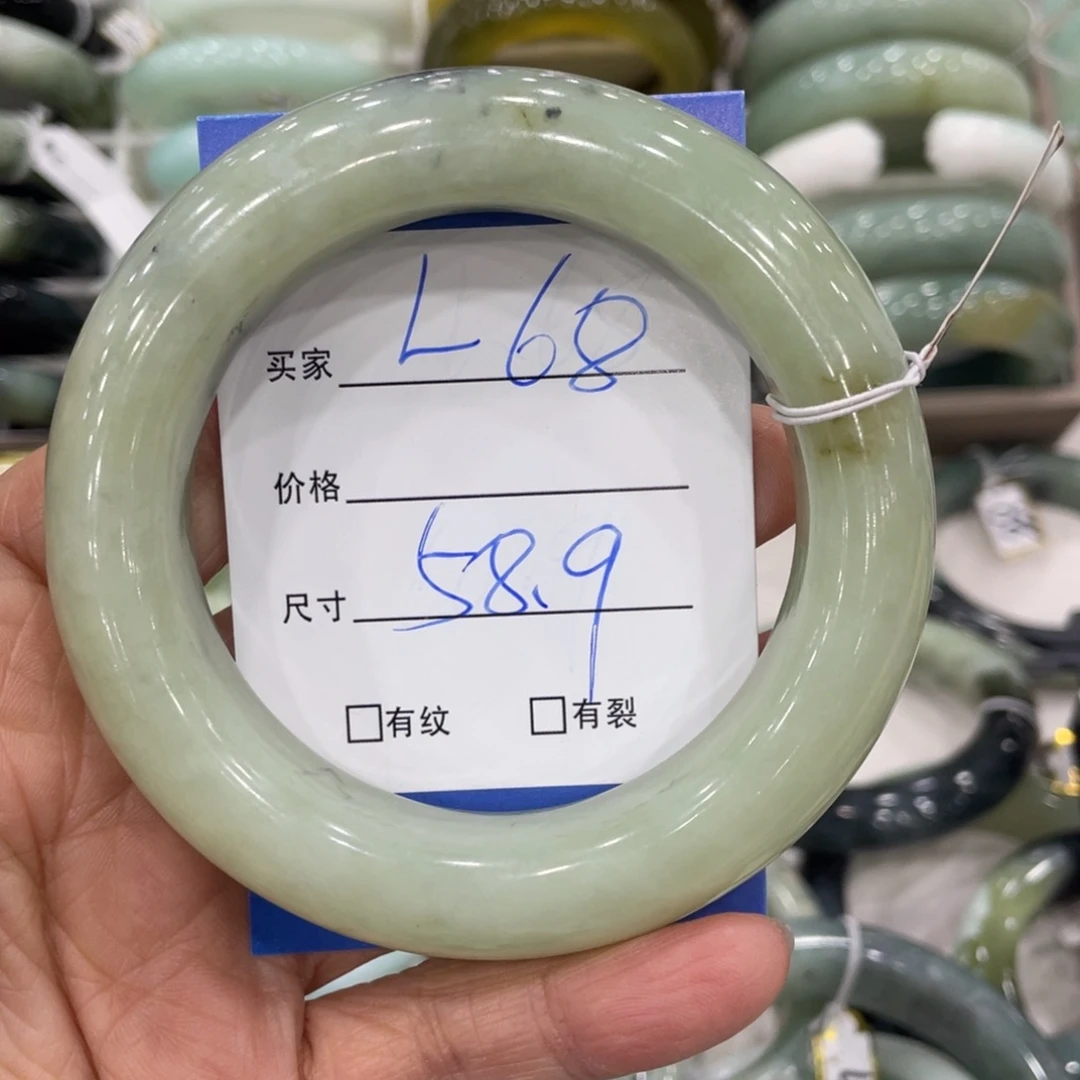 买家 L68
价格
尺寸 58.9
□有纹 □有裂